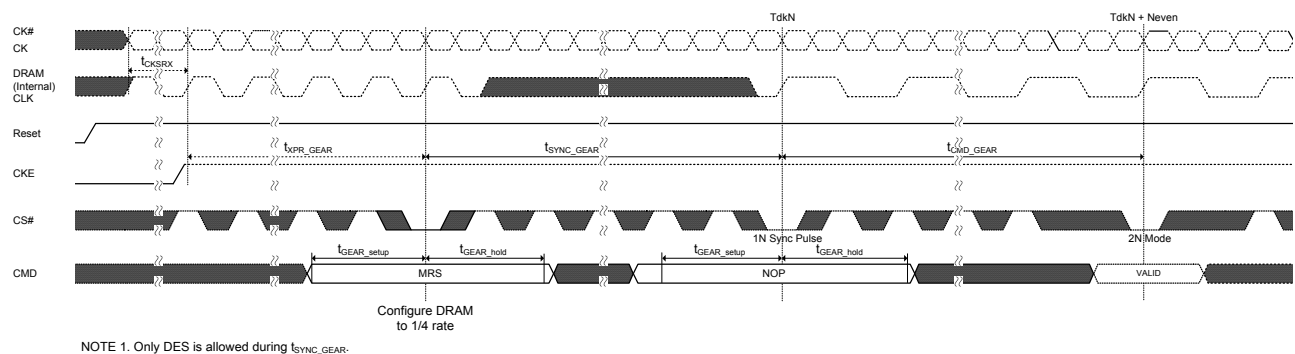 TdkN
TdkN + Neven
CK#
CK
tCKSRX
DRAM
(Internal)
CLK
Reset
tXPR_GEAR
tSYNC_GEAR
tCMD_GEAR
CKE
CS#
1N Sync Pulse
2N Mode
tGEAR_setup
tGEAR_hold
tGEAR_setup
tGEAR_hold
CMD
MRS
NOP
VALID
Configure DRAM
to 1/4 rate
NOTE 1. Only DES is allowed during tSYNC_GEAR.